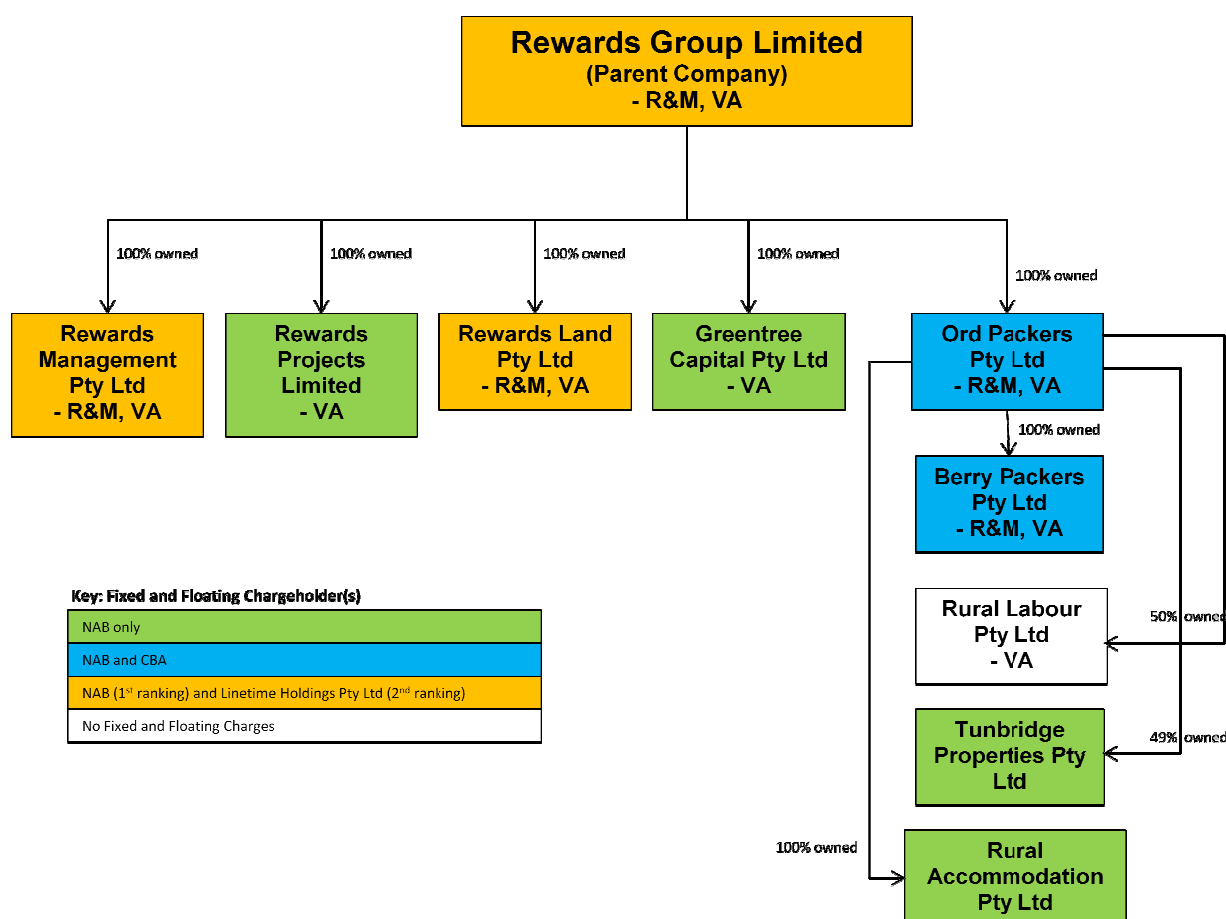 Rewards Group Limited
(Parent Company)
- R&M, VA
100% owned
100% owned
100% owned
100% owned
100% owned
Rewards
Management
Pty Ltd
- R&M, VA
Rewards
Projects
Limited
- VA
Rewards Land
Pty Ltd
- R&M, VA
Greentree
Capital Pty Ltd
- VA
Ord Packers
Pty Ltd
- R&M, VA
100% owned
Berry Packers
Pty Ltd
- R&M, VA
Rural Labour
Pty Ltd
- VA
50% owned
Tunbridge
Properties Pty
Ltd
49% owned
100% owned
Rural
Accommodation
Pty Ltd
Key: Fixed and Floating Chargeholder(s)
NAB only
NAB and CBA
NAB (1st ranking) and Linetime Holdings Pty Ltd (2nd ranking)
No Fixed and Floating Charges